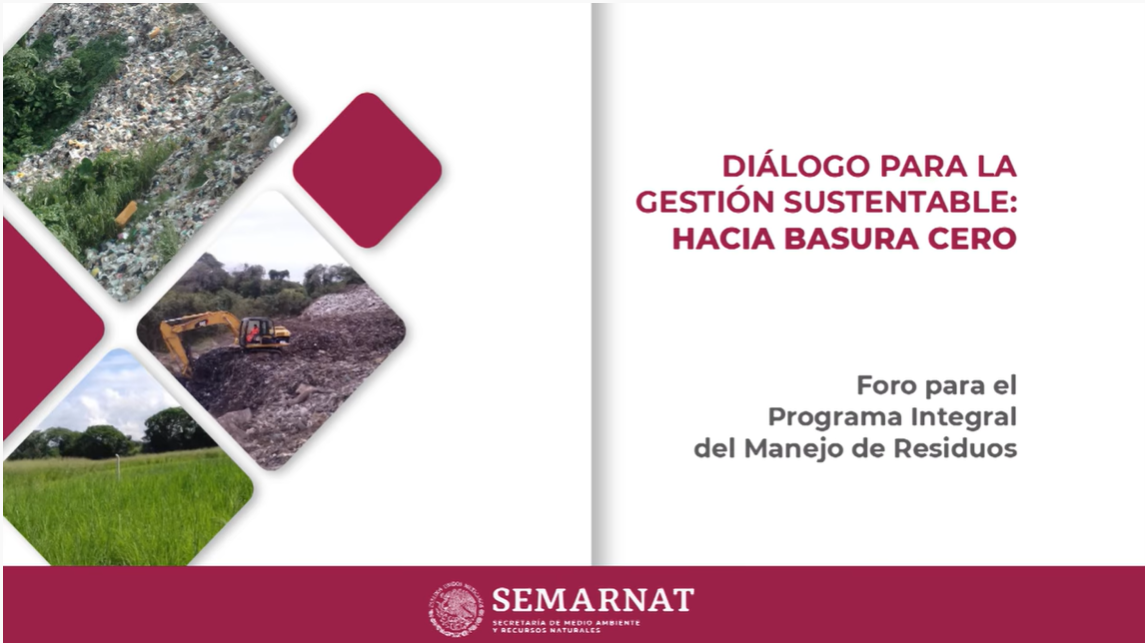 DIÁLOGO PARA LA
GESTIÓN SUSTENTABLE:
HACIA BASURA CERO
Foro para el
Programa Integral
del Manejo de Residuos
SEMARNAT
SECRETARÍA DE MEDIO AMBIENTE
Y RECURSOS NATURALES